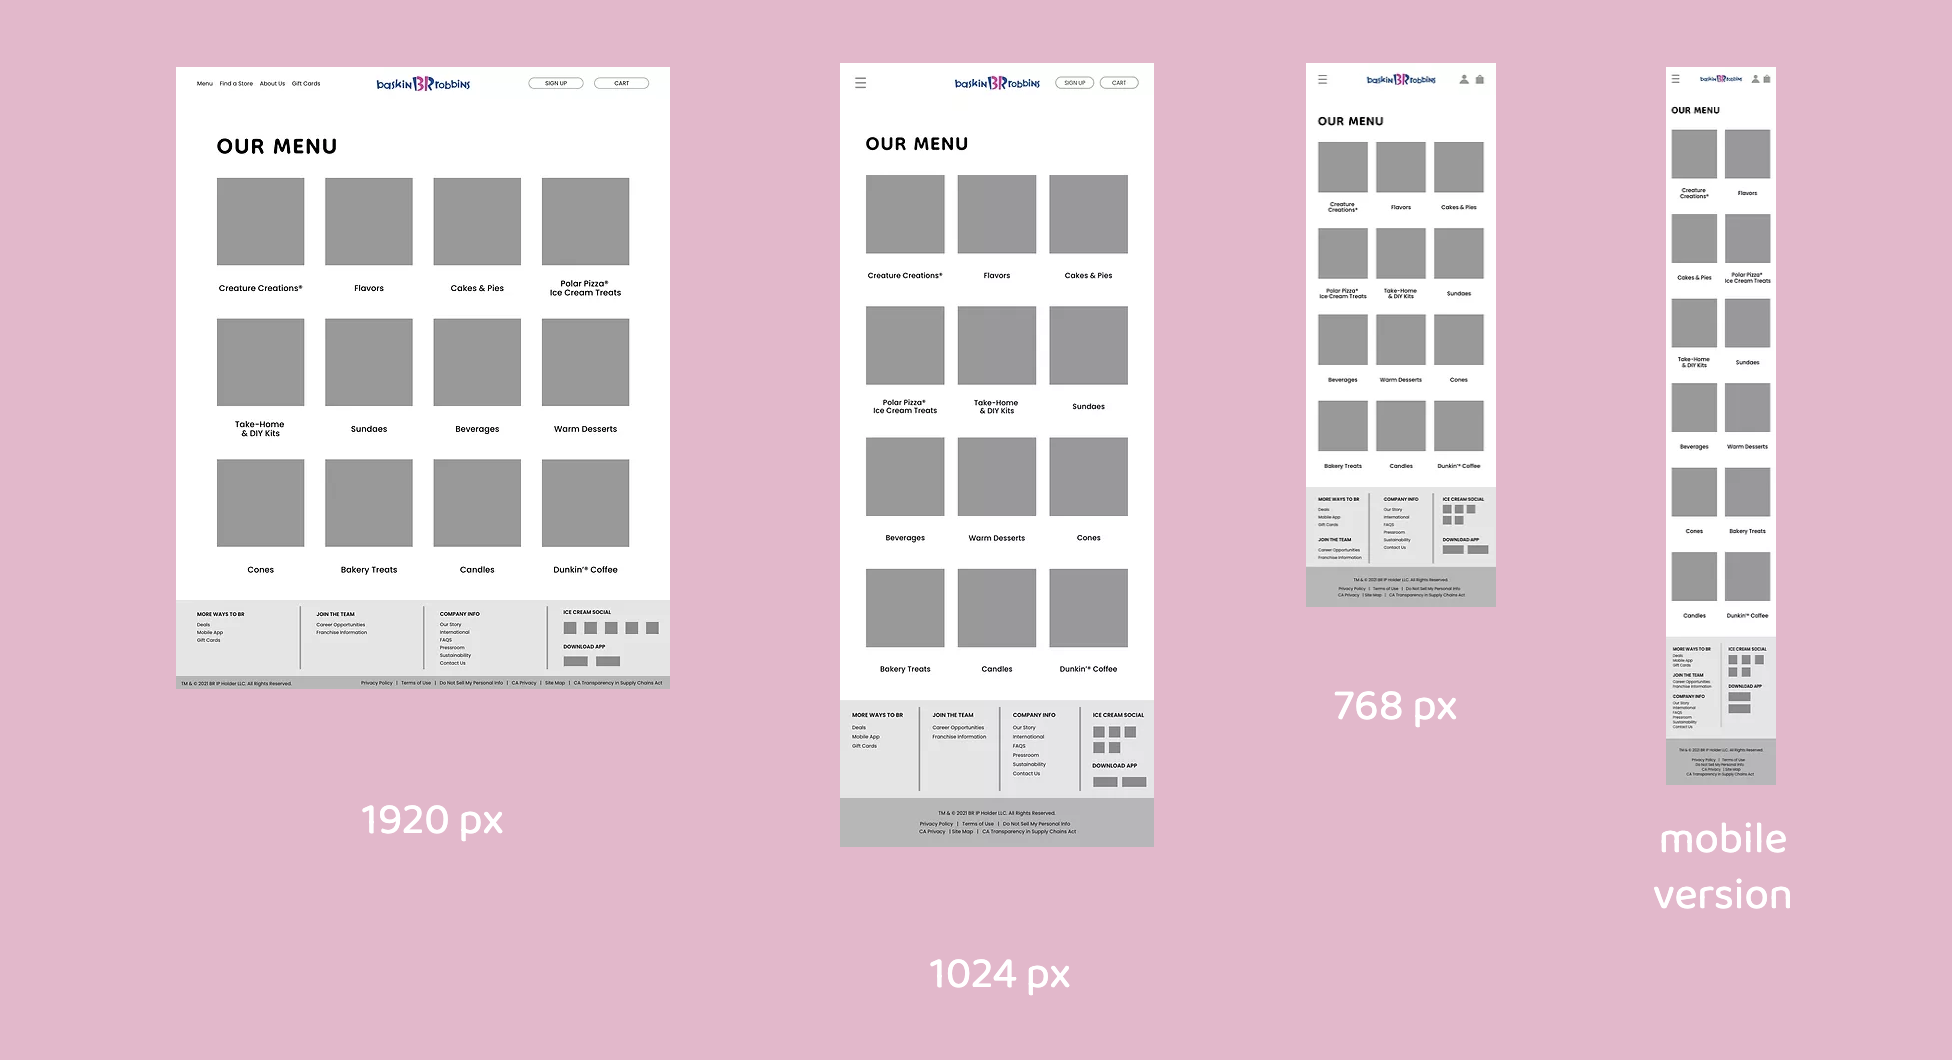 Menu Find a Store About Us Gift Cards
baskin BR robbins
SIGN UP
CART
OUR MENU
Creature Creations®
Flavors
Cakes & Pies
Polar Pizza®
Ice Cream Treats
Take-Home
& DIY Kits
Sundaes
Beverages
Warm Desserts
Cones
Bakery Treats
Candles
Dunkin'® Coffee
MORE WAYS TO BR
Deals
Mobile App
Gift Cards
JOIN THE TEAM
Career Opportunities
Franchise Information
COMPANY INFO
Our Story
International
FAQS
Pressroom
Sustainability
Contact Us
ICE CREAM SOCIAL
DOWNLOAD APP
TM & © 2021 BR IP Holder LLC. All Rights Reserved.
Privacy Policy | Terms of Use | Do Not Sell My Personal Info | CA Privacy | Site Map | CA Transparency in Supply Chains Act
1920 px
baskin BR robbins
SIGN UP
CART
OUR MENU
Creature Creations®
Flavors
Cakes & Pies
Polar Pizza®
Ice Cream Treats
Take-Home
& DIY Kits
Sundaes
Beverages
Warm Desserts
Cones
Bakery Treats
Candles
Dunkin'® Coffee
MORE WAYS TO BR
Deals
Mobile App
Gift Cards
JOIN THE TEAM
Career Opportunities
Franchise Information
COMPANY INFO
Our Story
International
FAQS
Pressroom
Sustainability
Contact Us
ICE CREAM SOCIAL
DOWNLOAD APP
TM & © 2021 BR IP Holder LLC. All Rights Reserved.
Privacy Policy | Terms of Use | Do Not Sell My Personal Info
CA Privacy | Site Map | CA Transparency in Supply Chains Act
1024 px
baskin BR robbins
OUR MENU
Creature
Creations®
Flavors
Cakes & Pies
Polar Pizza®
Ice Cream Treats
Take-Home
& DIY Kits
Sundaes
Beverages
Warm Desserts
Cones
Bakery Treats
Candles
Dunkin'® Coffee
MORE WAYS TO BR
Deals
Mobile App
Gift Cards
JOIN THE TEAM
Career Opportunities
Franchise Information
COMPANY INFO
Our Story
International
FAQS
Pressroom
Sustainability
Contact Us
ICE CREAM SOCIAL
DOWNLOAD APP
TM & © 2021 BR IP Holder LLC. All Rights Reserved.
Privacy Policy | Terms of Use | Do Not Sell My Personal Info
CA Privacy | Site Map | CA Transparency in Supply Chains Act
768 px
baskin BR robbins
OUR MENU
Creature
Creations®
Flavors
Cakes & Pies
Polar Pizza®
Ice Cream Treats
Take-Home
& DIY Kits
Sundaes
Beverages
Warm Desserts
Cones
Bakery Treats
Candles
Dunkin'® Coffee
MORE WAYS TO BR
Deals
Mobile App
Gift Cards
JOIN THE TEAM
Career Opportunities
Franchise Information
COMPANY INFO
Our Story
International
FAQS
Pressroom
Sustainability
Contact Us
ICE CREAM SOCIAL
DOWNLOAD APP
TM & © 2021 BR IP Holder LLC. All Rights Reserved.
Privacy Policy | Terms of Use
Do Not Sell My Personal Info
CA Privacy | Site Map
CA Transparency in Supply Chains Act
mobile
version